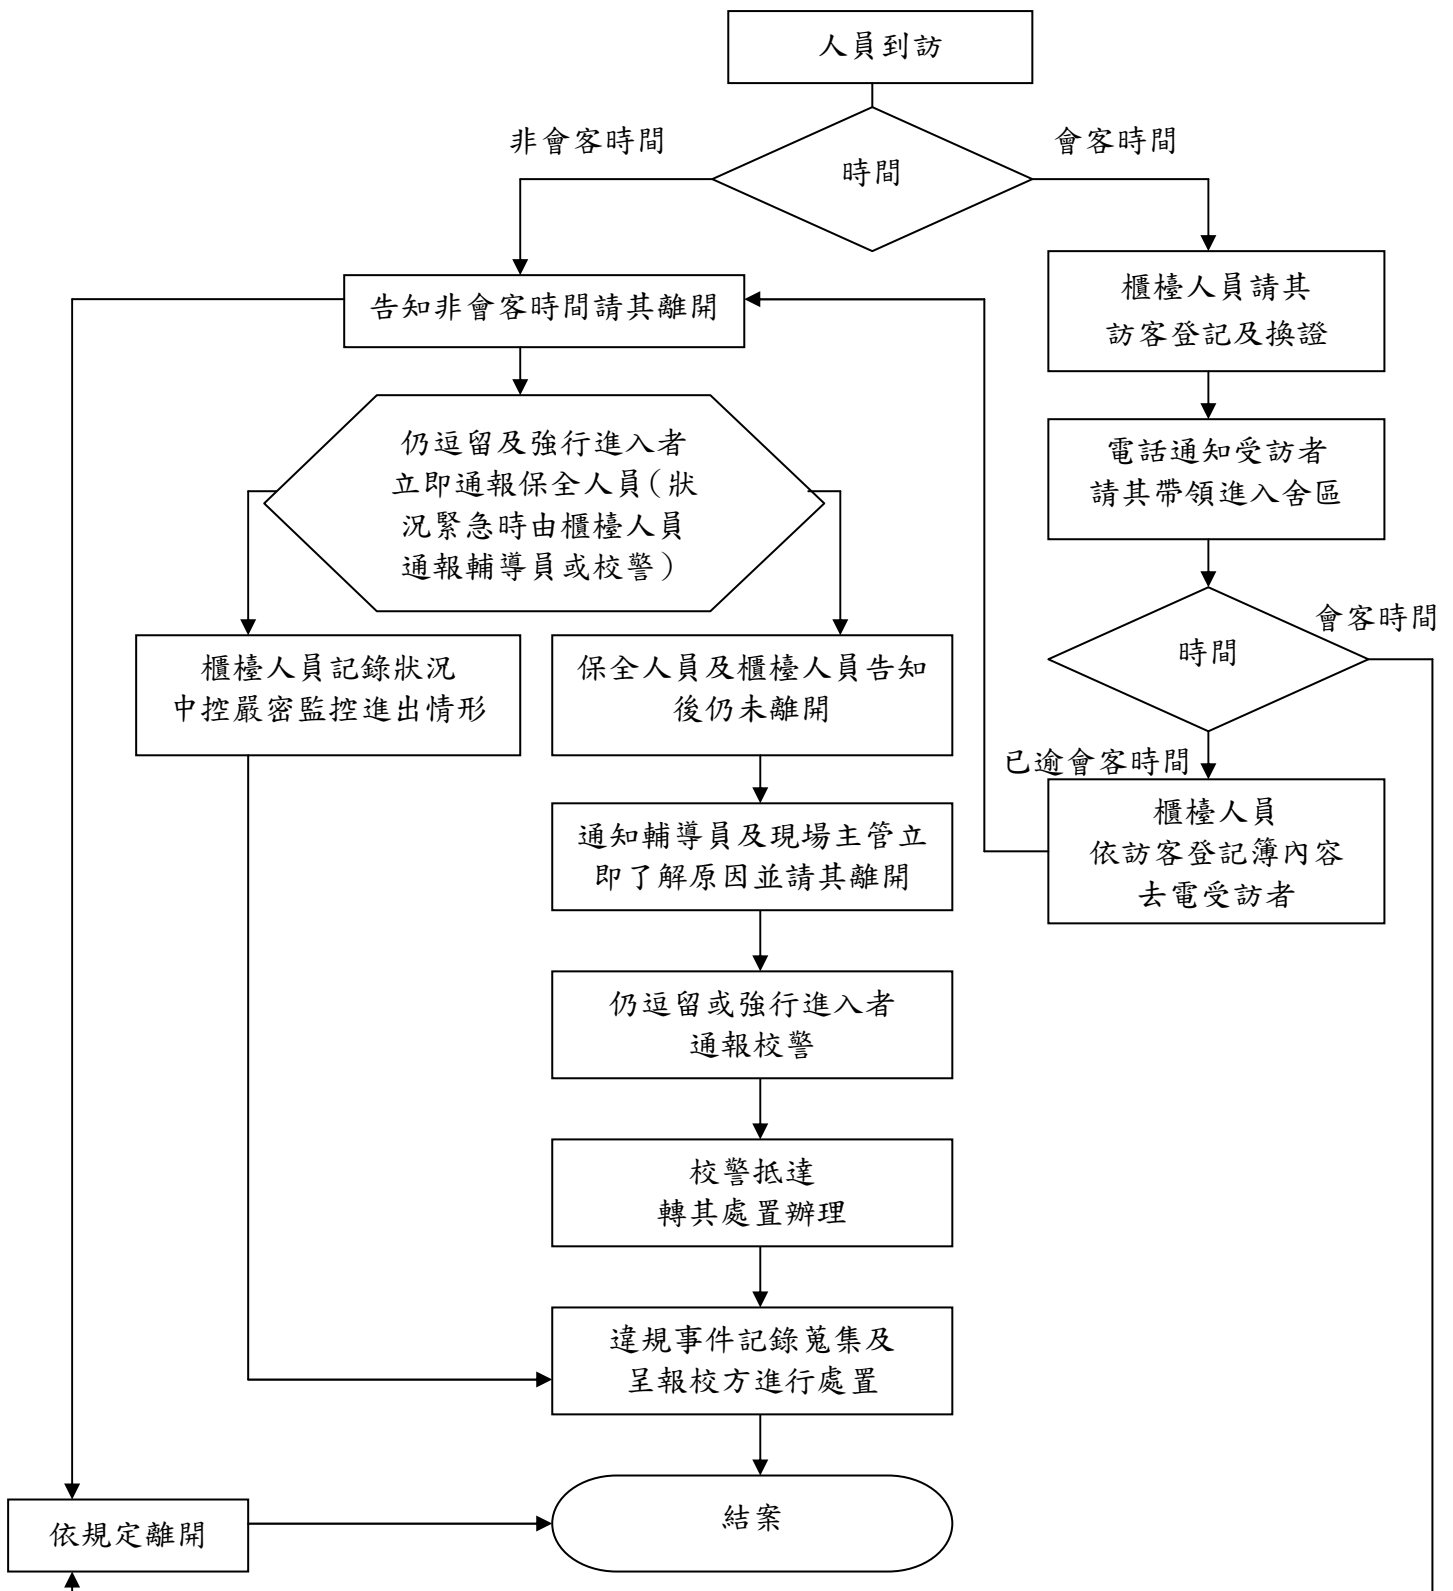 人員到訪
非會客時間
會客時間
時間
告知非會客時間請其離開
櫃檯人員請其
訪客登記及換證
仍逗留及強行進入者
立即通報保全人員（狀
況緊急時由櫃檯人員
通報輔導員或校警）
電話通知受訪者
請其帶領進入舍區
會客時間
時間
櫃檯人員記錄狀況
中控嚴密監控進出情形
保全人員及櫃檯人員告知
後仍未離開
已逾會客時間
櫃檯人員
依訪客登記簿內容
去電受訪者
通知輔導員及現場主管立
即了解原因並請其離開
仍逗留或強行進入者
通報校警
校警抵達
轉其處置辦理
違規事件記錄蒐集及
呈報校方進行處置
依規定離開
結案